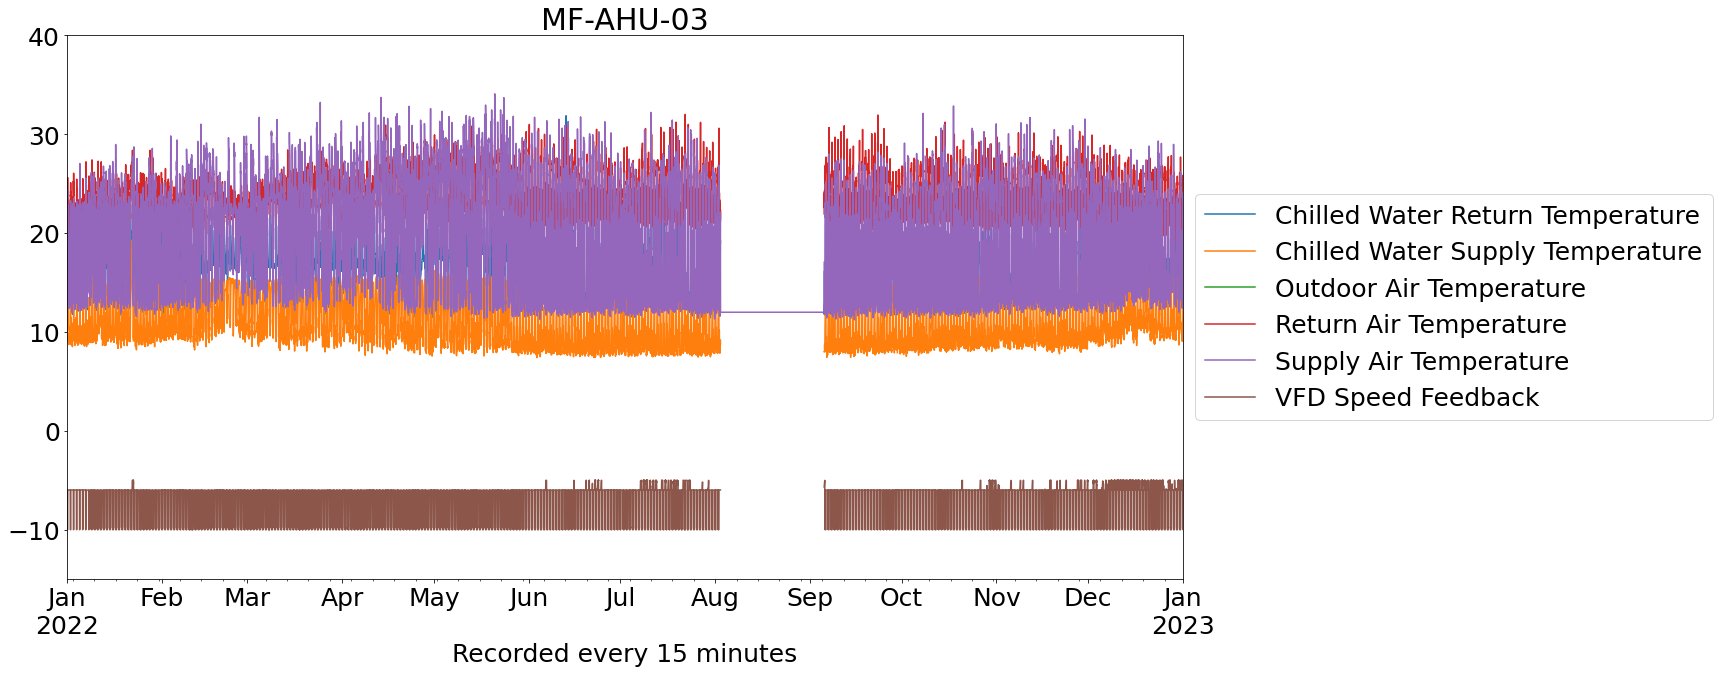 MF-AHU-03
40
30
20
10
0
−10
Jan Feb Mar Apr May Jun Jul Aug Sep Oct Nov Dec Jan
2022 2023
Recorded every 15 minutes
Chilled Water Return Temperature
Chilled Water Supply Temperature
Outdoor Air Temperature
Return Air Temperature
Supply Air Temperature
VFD Speed Feedback